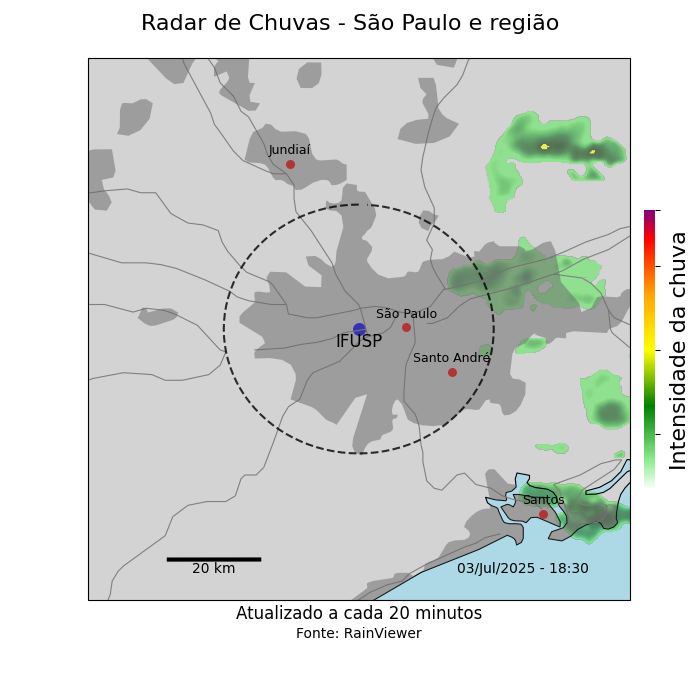 Radar de Chuvas - São Paulo e região
Jundiaí
São Paulo
IFUSP
Santo André
Santos
20 km
03/Jul/2025 - 18:30
Intensidade da chuva
Atualizado a cada 20 minutos
Fonte: RainViewer